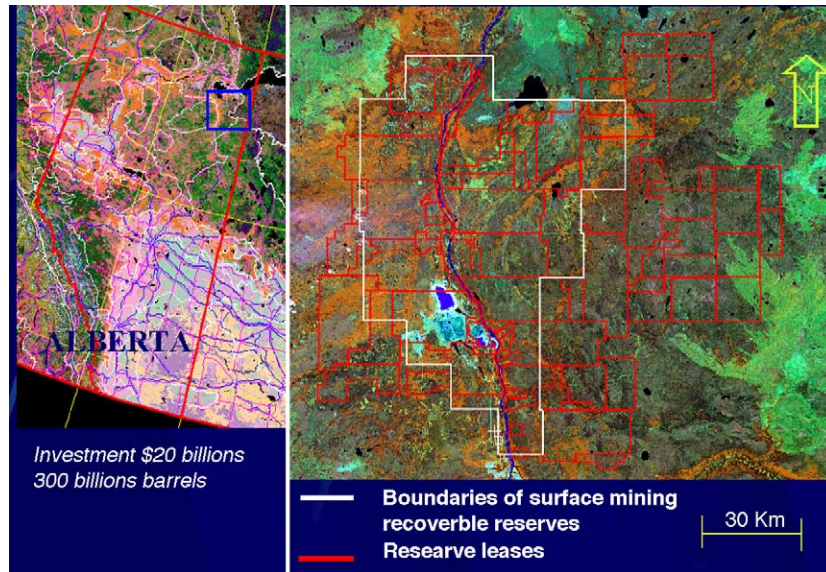 ALBERTA
Investment $20 billions
300 billions barrels
N
Boundaries of surface mining
recoverble reserves
Researve leases
30 Km